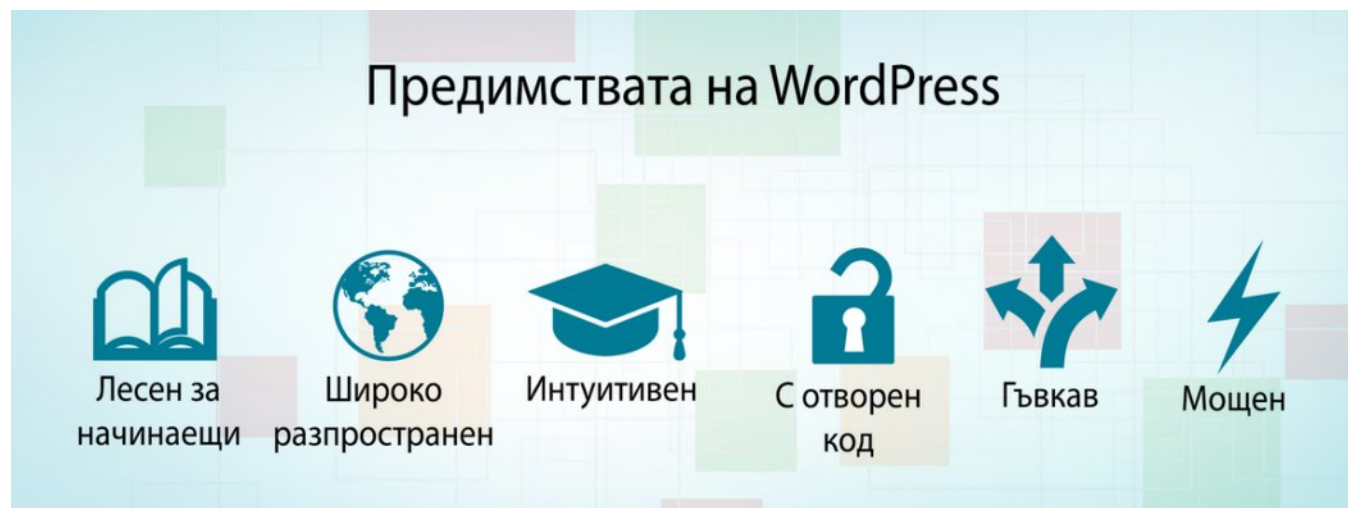 Предимствата на WordPress
Лесен за
начинаещи
Широко
разпространен
Интуитивен
С отворен
код
Гъвкав
Мощен